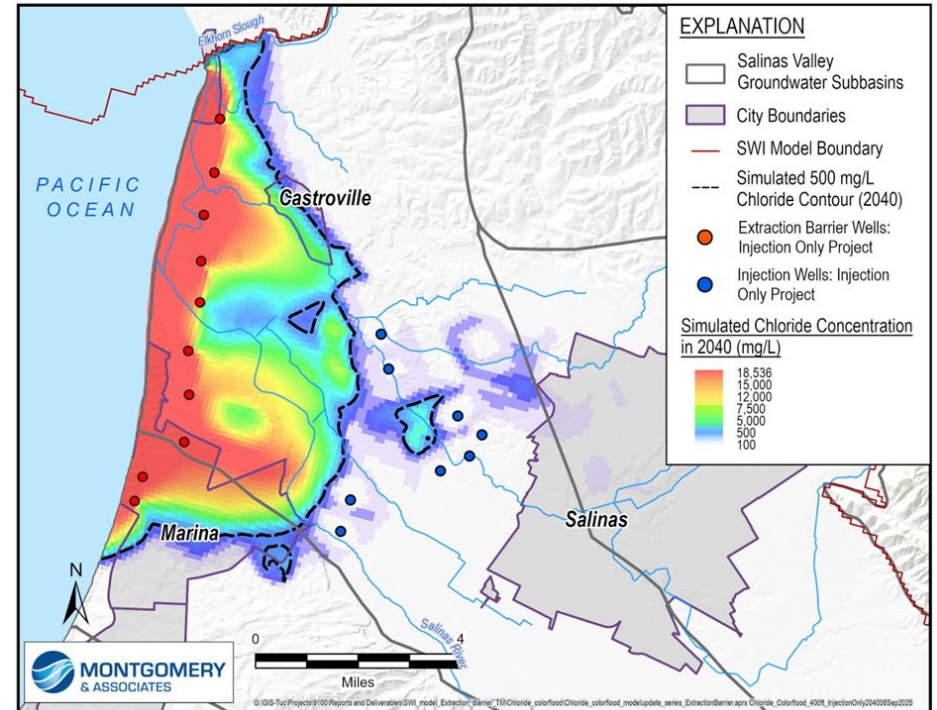 Elkhorn Slough
PACIFIC
OCEAN
Castroville
Marina
Salinas
Salinas
River
N
0 4
Miles
MONTGOMERY
& ASSOCIATES
EXPLANATION
Salinas Valley
Groundwater Subbasins
City Boundaries
SWI Model Boundary
Simulated 500 mg/L
Chloride Contour (2040)
Extraction Barrier Wells:
Injection Only Project
Injection Wells: Injection
Only Project
Simulated Chloride Concentration
in 2040 (mg/L)
18,536
15,000
12,000
7,500
5,000
500
100